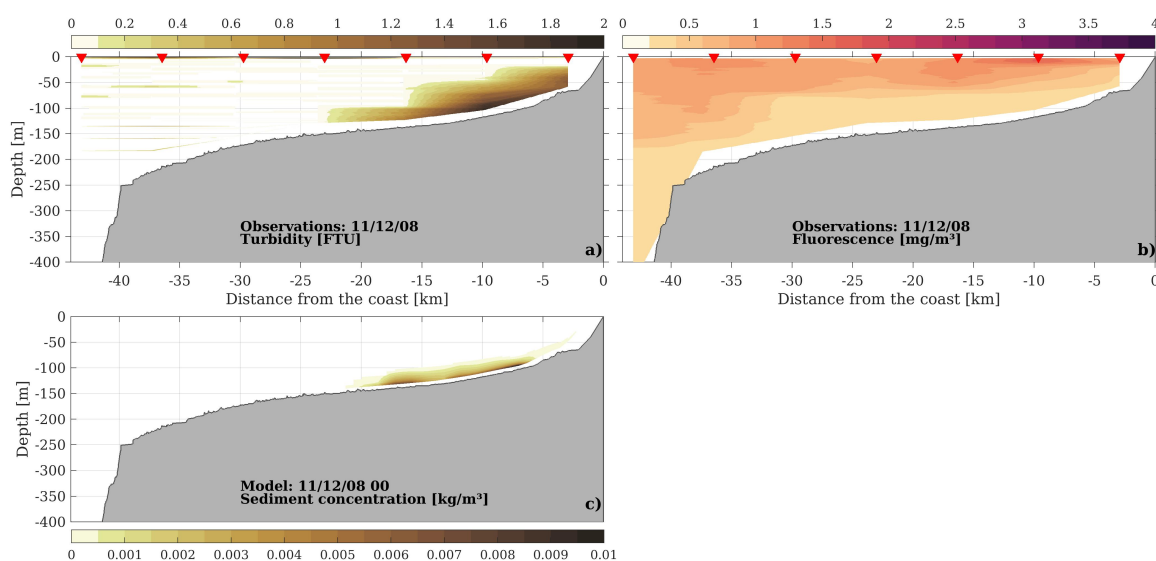 0 0.2 0.4 0.6 0.8 1 1.2 1.4 1.6 1.8 2
0 0.5 1 1.5 2 2.5 3 3.5 4
0
-50
-100
-150
-200
-250
-300
-350
-400
Depth [m]
Observations: 11/12/08
Turbidity [FTU]
a)
-40 -35 -30 -25 -20 -15 -10 -5 0
Distance from the coast [km]
Observations: 11/12/08
Fluorescence [mg/m³]
b)
-40 -35 -30 -25 -20 -15 -10 -5 0
Distance from the coast [km]
0
-50
-100
-150
-200
-250
-300
-350
-400
Depth [m]
Model: 11/12/08 00
Sediment concentration [kg/m³]
c)
0 0.001 0.002 0.003 0.004 0.005 0.006 0.007 0.008 0.009 0.01